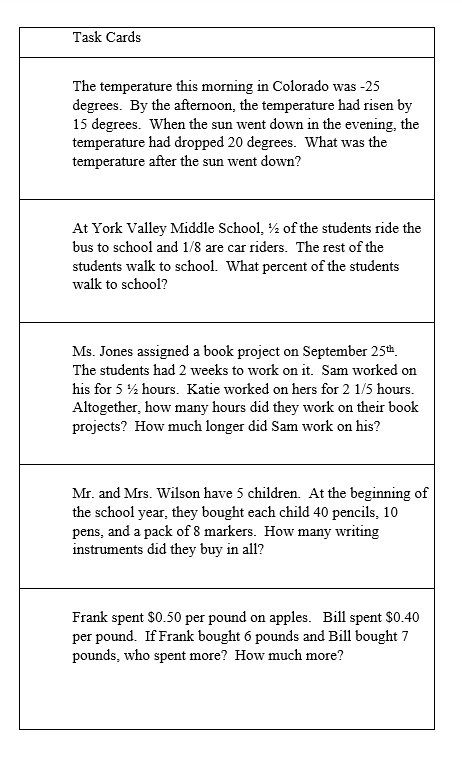 Task Cards
The temperature this morning in Colorado was -25
degrees.  By the afternoon, the temperature had risen by
15 degrees.  When the sun went down in the evening, the
temperature had dropped 20 degrees.  What was the
temperature after the sun went down?
At York Valley Middle School, ½ of the students ride the
bus to school and 1/8 are car riders.  The rest of the
students walk to school.  What percent of the students
walk to school?
Ms. Jones assigned a book project on September 25th.
The students had 2 weeks to work on it.  Sam worked on
his for 5 ½ hours.  Katie worked on hers for 2 1/5 hours.
Altogether, how many hours did they work on their book
projects?  How much longer did Sam work on his?
Mr. and Mrs. Wilson have 5 children.  At the beginning of
the school year, they bought each child 40 pencils, 10
pens, and a pack of 8 markers.  How many writing
instruments did they buy in all?
Frank spent $0.50 per pound on apples.   Bill spent $0.40
per pound.  If Frank bought 6 pounds and Bill bought 7
pounds, who spent more?  How much more?